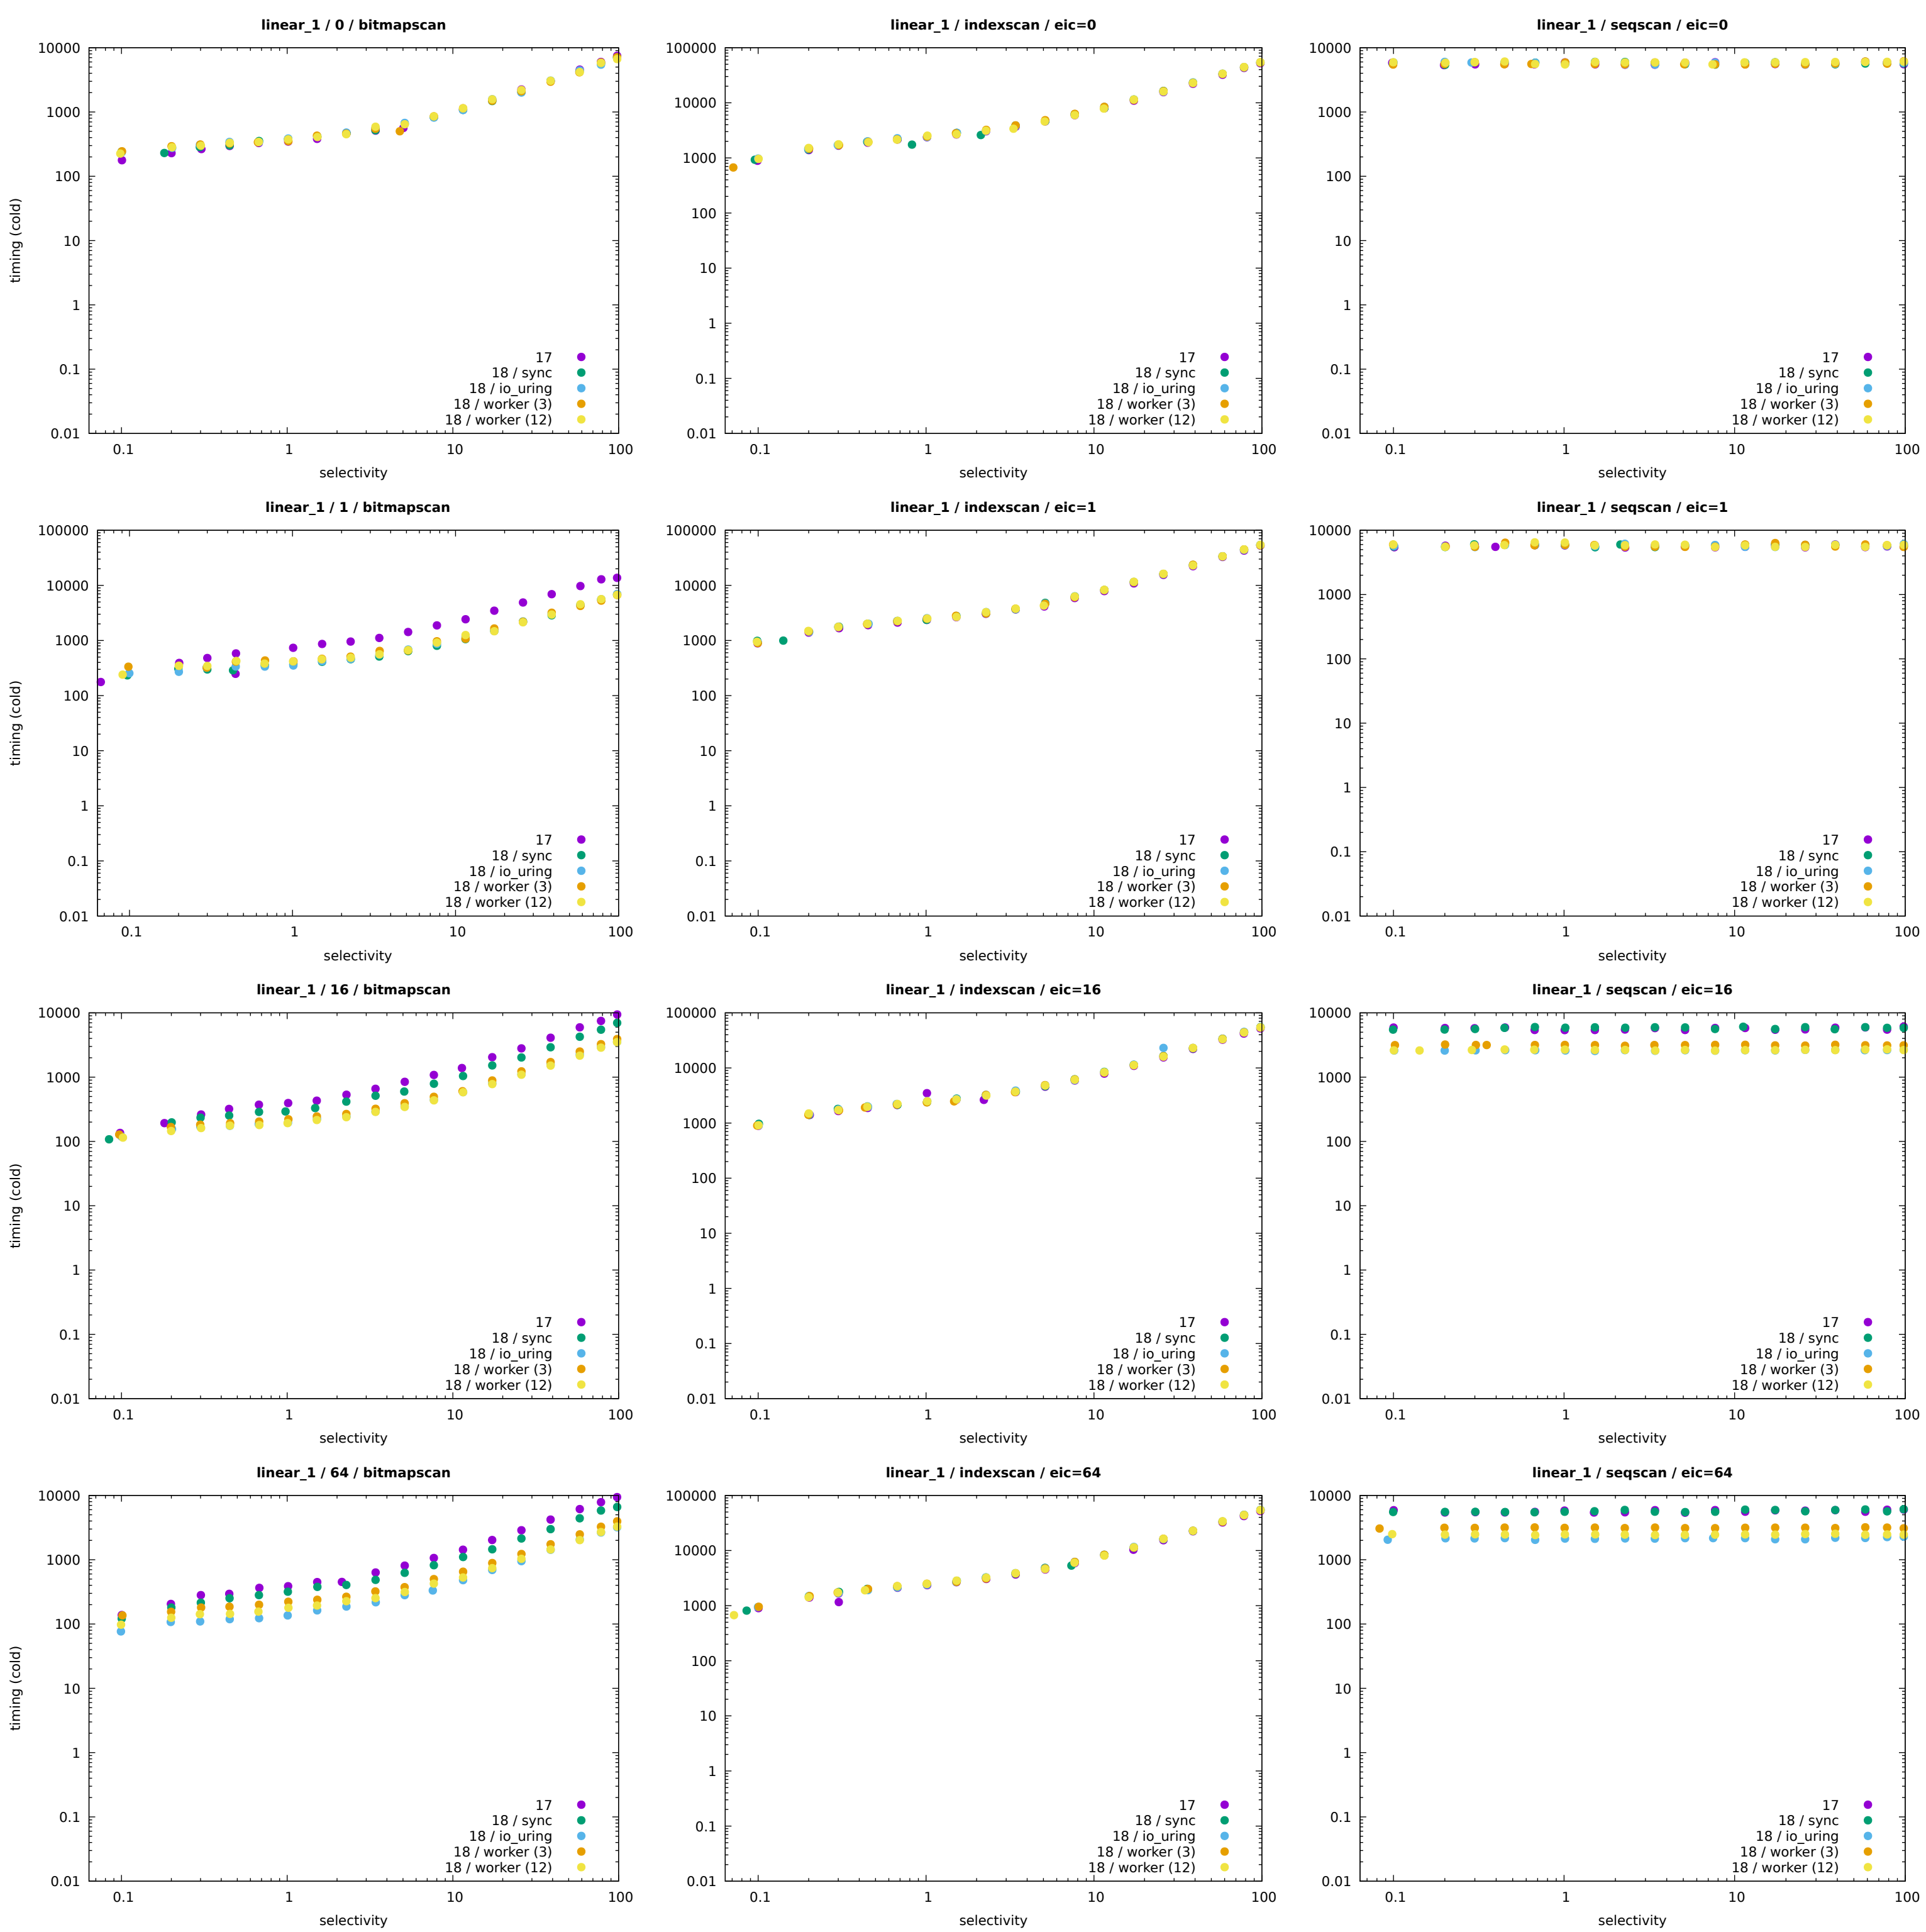 linear_1 / 0 / bitmapscan
10000
1000
100
10
1
0.1
0.01
timing (cold)
17
18 / sync
18 / io_uring
18 / worker (3)
18 / worker (12)
0.1 1 10 100
selectivity
linear_1 / indexscan / eic=0
100000
10000
1000
100
10
1
0.1
0.01
17
18 / sync
18 / io_uring
18 / worker (3)
18 / worker (12)
0.1 1 10 100
selectivity
linear_1 / seqscan / eic=0
10000
1000
100
10
1
0.1
0.01
17
18 / sync
18 / io_uring
18 / worker (3)
18 / worker (12)
0.1 1 10 100
selectivity
linear_1 / 1 / bitmapscan
100000
10000
1000
100
10
1
0.1
0.01
timing (cold)
17
18 / sync
18 / io_uring
18 / worker (3)
18 / worker (12)
0.1 1 10 100
selectivity
linear_1 / indexscan / eic=1
100000
10000
1000
100
10
1
0.1
0.01
17
18 / sync
18 / io_uring
18 / worker (3)
18 / worker (12)
0.1 1 10 100
selectivity
linear_1 / seqscan / eic=1
10000
1000
100
10
1
0.1
0.01
17
18 / sync
18 / io_uring
18 / worker (3)
18 / worker (12)
0.1 1 10 100
selectivity
linear_1 / 16 / bitmapscan
10000
1000
100
10
1
0.1
0.01
timing (cold)
17
18 / sync
18 / io_uring
18 / worker (3)
18 / worker (12)
0.1 1 10 100
selectivity
linear_1 / indexscan / eic=16
100000
10000
1000
100
10
1
0.1
0.01
17
18 / sync
18 / io_uring
18 / worker (3)
18 / worker (12)
0.1 1 10 100
selectivity
linear_1 / seqscan / eic=16
10000
1000
100
10
1
0.1
0.01
17
18 / sync
18 / io_uring
18 / worker (3)
18 / worker (12)
0.1 1 10 100
selectivity
linear_1 / 64 / bitmapscan
10000
1000
100
10
1
0.1
0.01
timing (cold)
17
18 / sync
18 / io_uring
18 / worker (3)
18 / worker (12)
0.1 1 10 100
selectivity
linear_1 / indexscan / eic=64
100000
10000
1000
100
10
1
0.1
0.01
17
18 / sync
18 / io_uring
18 / worker (3)
18 / worker (12)
0.1 1 10 100
selectivity
linear_1 / seqscan / eic=64
10000
1000
100
10
1
0.1
0.01
17
18 / sync
18 / io_uring
18 / worker (3)
18 / worker (12)
0.1 1 10 100
selectivity